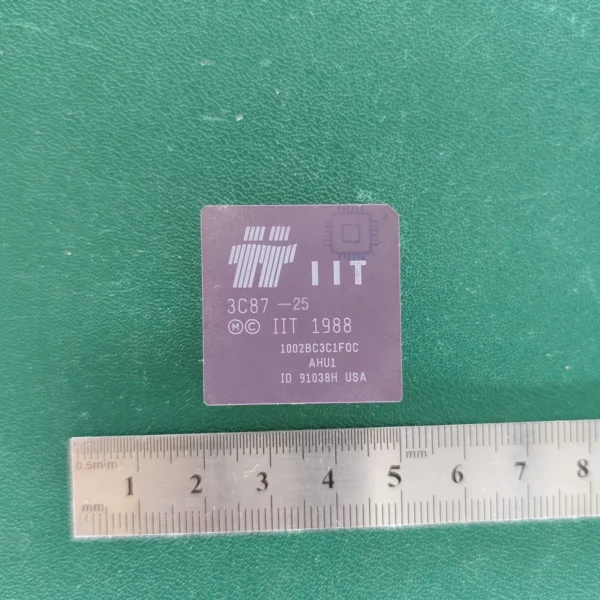 IIT
3C87 -25
Ⓜ© IIT 1988
1002BC3C1F0C
AHU1
ID 91038H USA
0.5mm
mm
mm
1 2 3 4 5 6 7 8